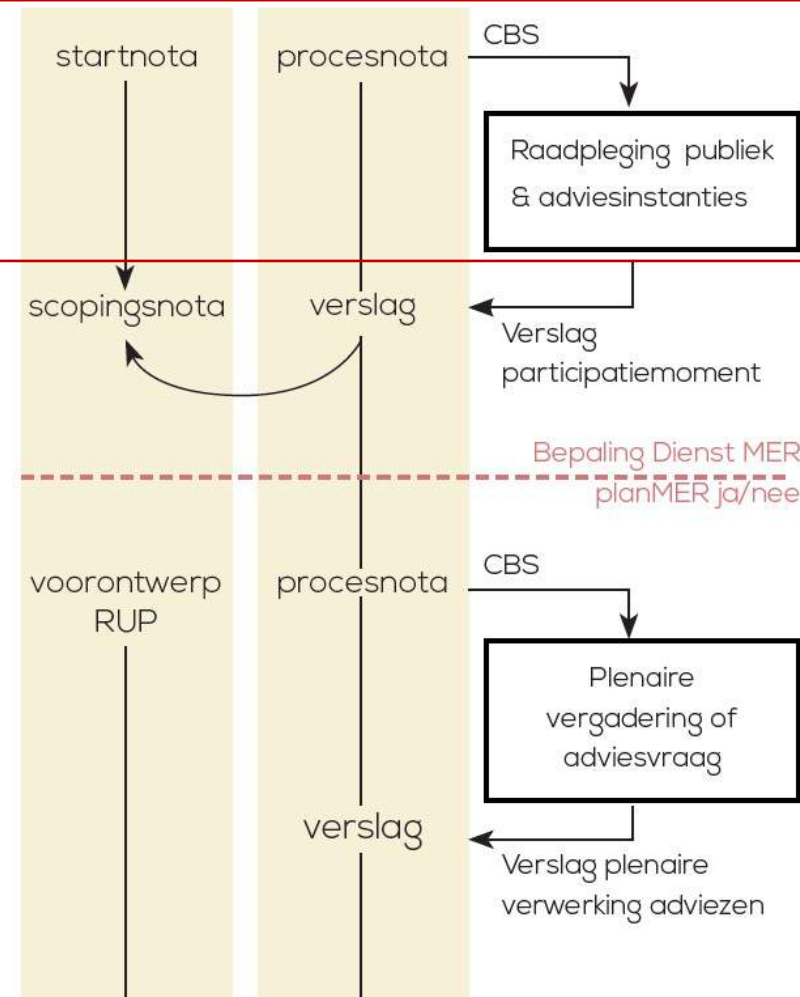 startnota
procesnota
CBS
Raadpleging publiek
& adviesinstanties
scopingsnota
verslag
Verslag
participatiemoment
Bepaling Dienst MER
planMER ja/nee
voorontwerp
RUP
procesnota
CBS
Plenaire
vergadering of
adviesvraag
verslag
Verslag plenaire
verwerking adviezen